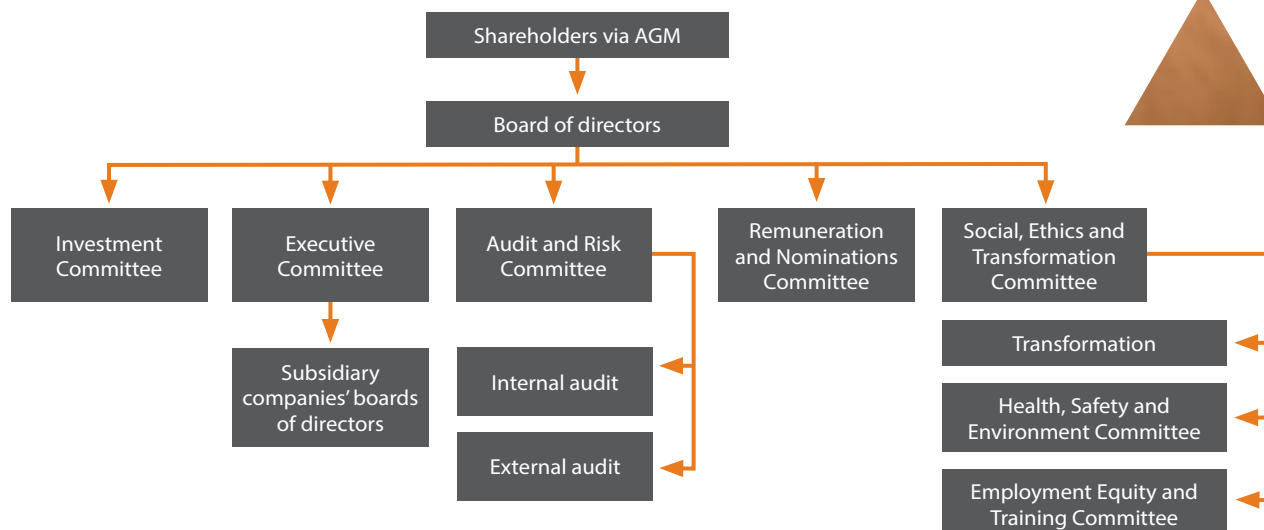 Shareholders via AGM
Board of directors
Investment
Committee
Executive
Committee
Audit and Risk
Committee
Remuneration
and Nominations
Committee
Social, Ethics and
Transformation
Committee
Subsidiary
companies’ boards
of directors
Internal audit
External audit
Transformation
Health, Safety and
Environment Committee
Employment Equity and
Training Committee